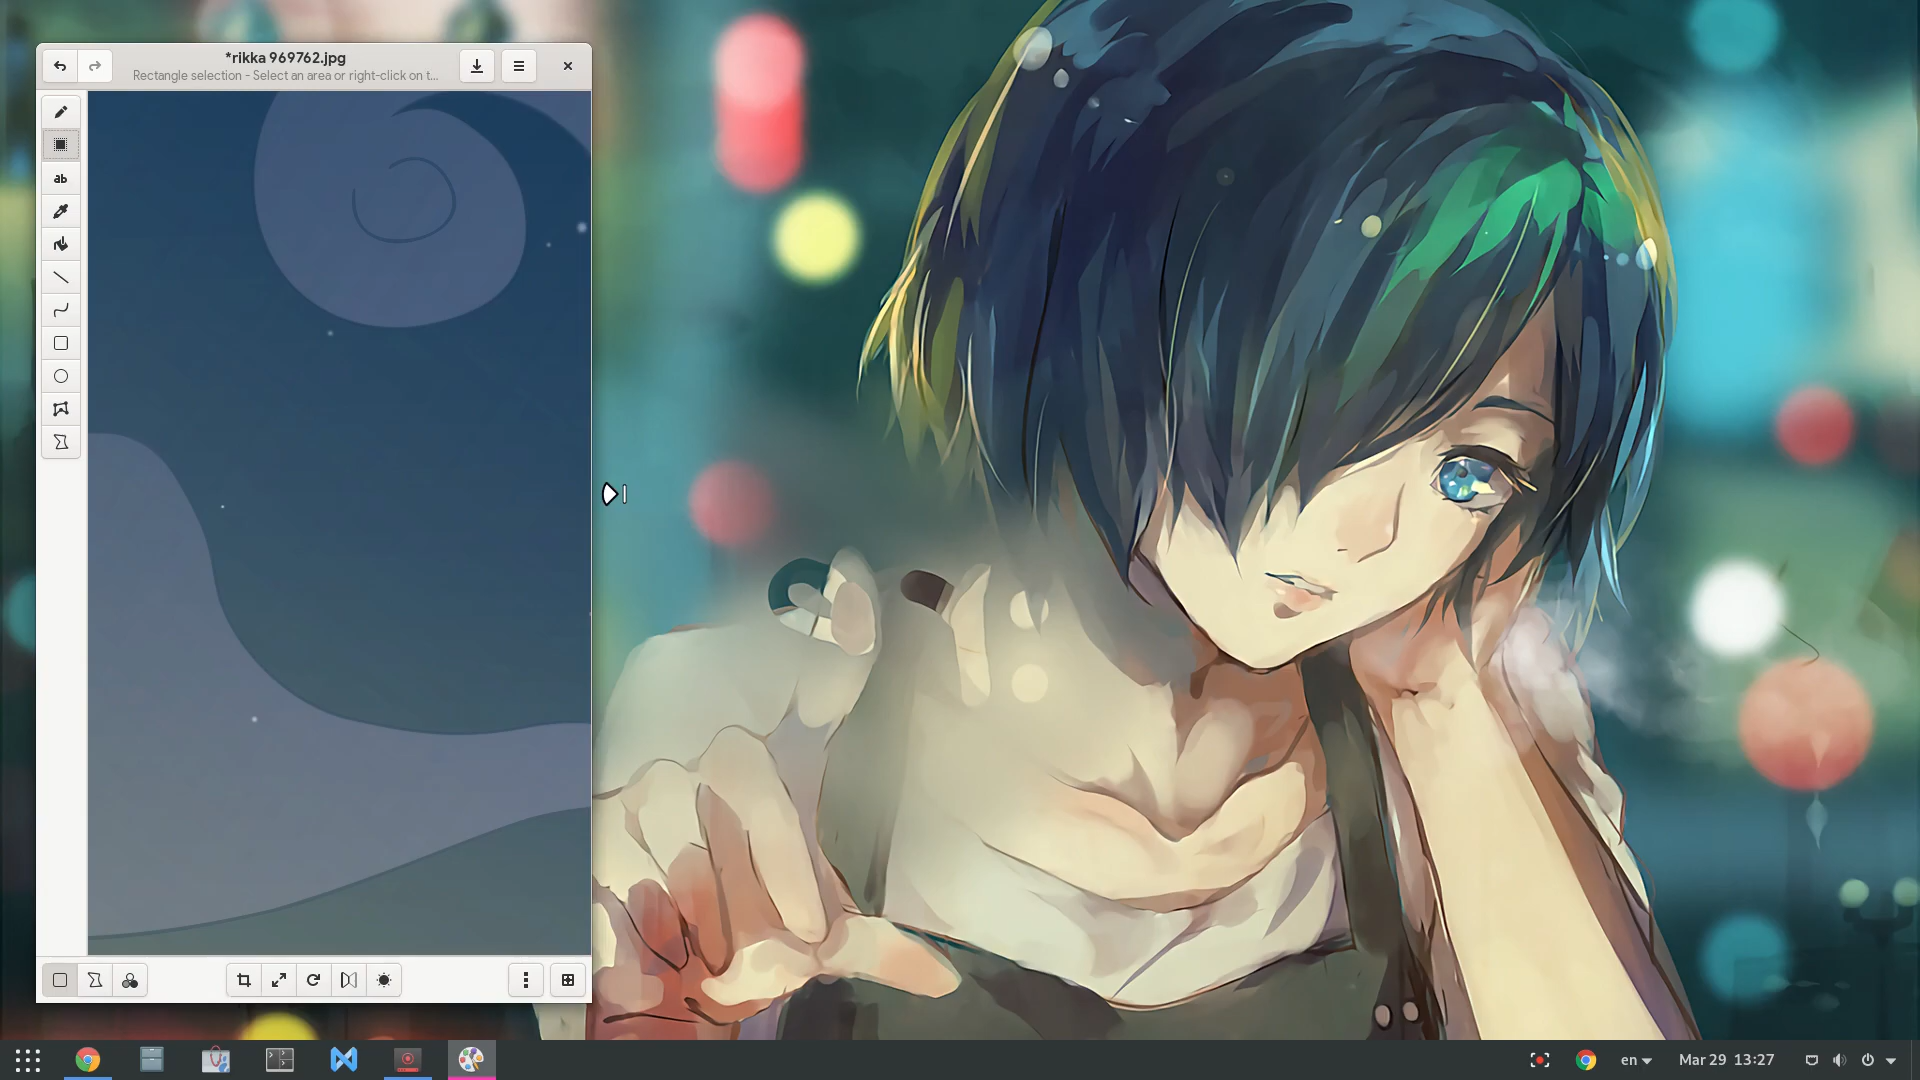 *rikka 969762.jpg
Rectangle selection - Select an area or right-click on t...
ab
en
Mar 29 13:27